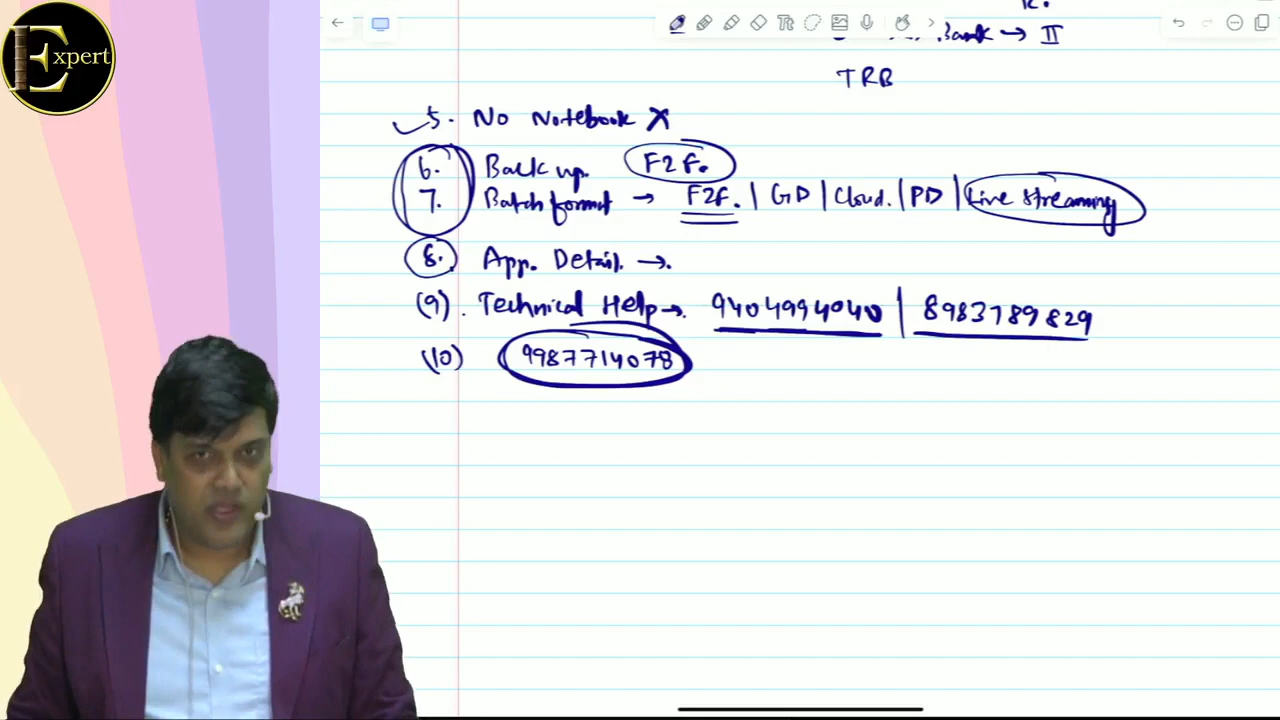 Expert
Bank → II
TRB
5. No Notebook X
6. Back up. F2F.
7. Batch format → F2F. | GD | Cloud. | PD | Live Streaming
8. App. Detail. →.
(9). Technical Help →. 9404994040 | 8983789829
(10) 9987714078